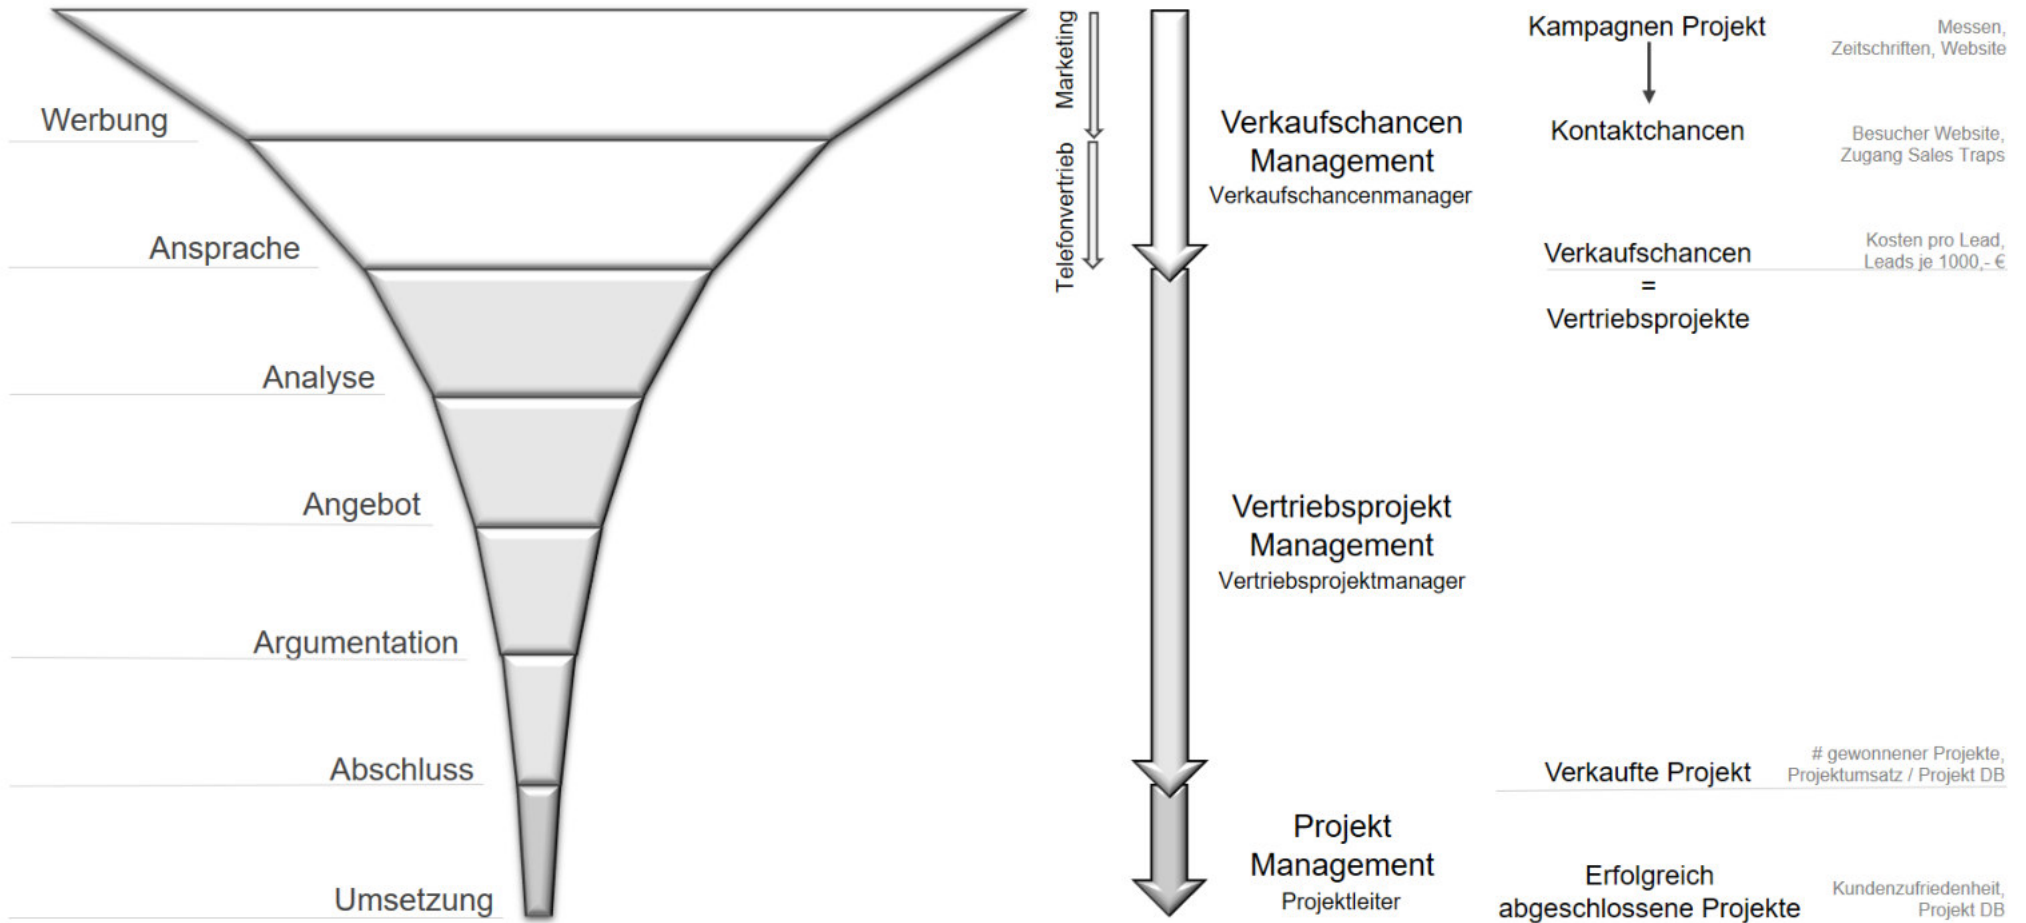 Werbung
Ansprache
Analyse
Angebot
Argumentation
Abschluss
Umsetzung
Marketing
Telefonvertrieb
Verkaufschancen
Management
Verkaufschancenmanager
Vertriebsprojekt
Management
Vertriebsprojektmanager
Projekt
Management
Projektleiter
Kampagnen Projekt
Messen,
Zeitschriften, Website
Kontaktchancen
Besucher Website,
Zugang Sales Traps
Verkaufschancen
Kosten pro Lead,
Leads je 1000,- €
=
Vertriebsprojekte
Verkaufte Projekt
# gewonnener Projekte,
Projektumsatz / Projekt DB
Erfolgreich
abgeschlossene Projekte
Kundenzufriedenheit,
Projekt DB